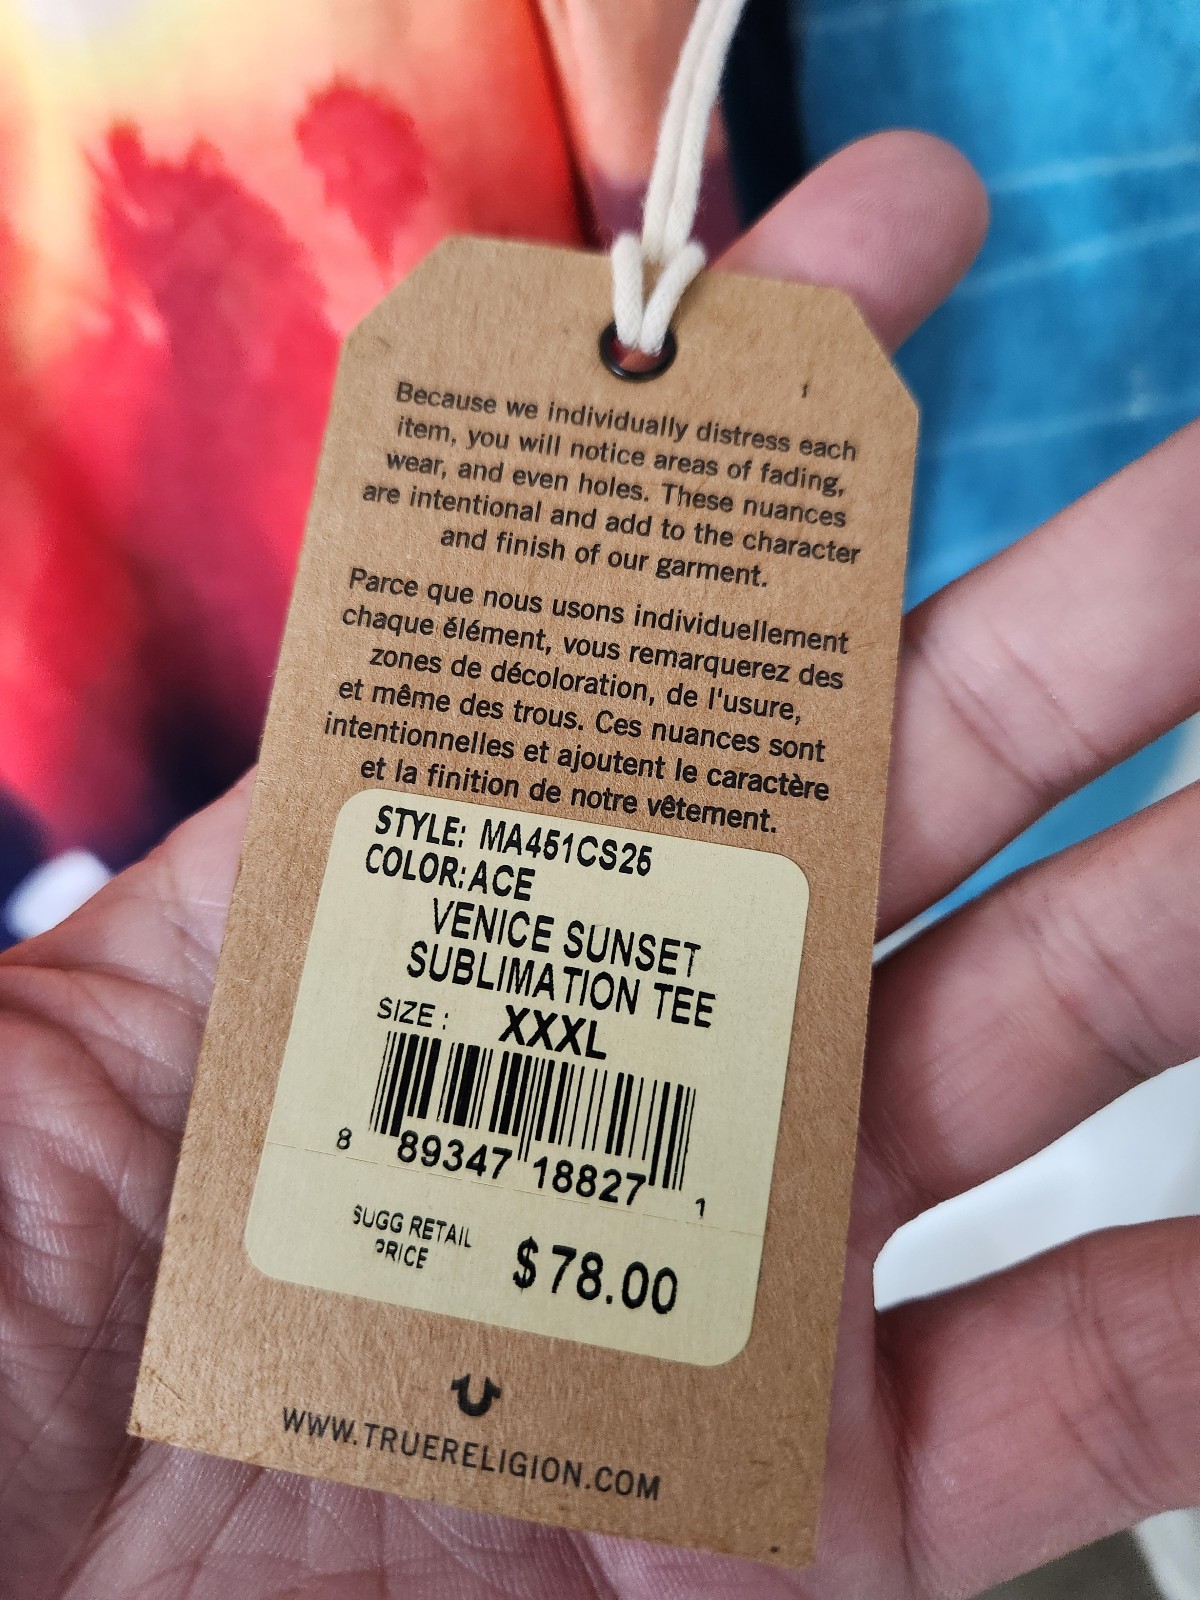 Because we individually distress each
item, you will notice areas of fading,
wear, and even holes. These nuances
are intentional and add to the character
and finish of our garment.
Parce que nous usons individuellement
chaque élément, vous remarquerez des
zones de décoloration, de l'usure,
et même des trous. Ces nuances sont
intentionnelles et ajoutent le caractère
et la finition de notre vêtement.
STYLE: MA451CS25
COLOR:ACE
VENICE SUNSET
SUBLIMATION TEE
SIZE : XXXL
8 89347 18827 1
SUGG RETAIL
PRICE
$78.00
WWW.TRUERELIGION.COM